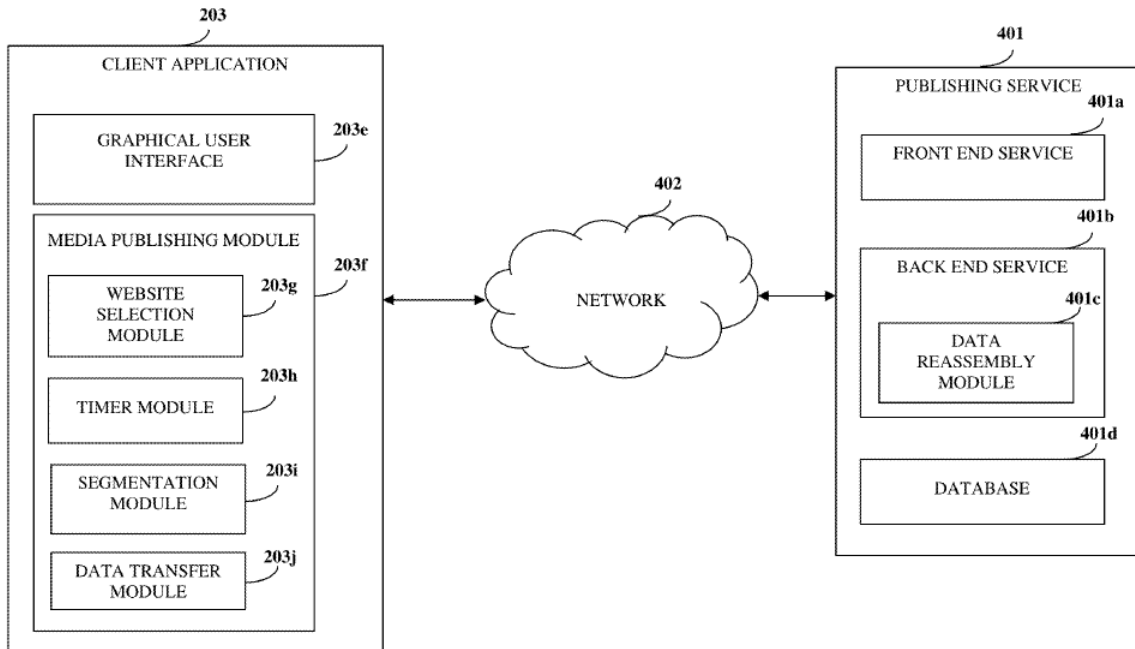 203
CLIENT APPLICATION
GRAPHICAL USER
INTERFACE
203e
MEDIA PUBLISHING MODULE
203f
WEBSITE
SELECTION
MODULE
203g
TIMER MODULE
203h
SEGMENTATION
MODULE
203i
DATA TRANSFER
MODULE
203j
402
NETWORK
401
PUBLISHING SERVICE
401a
FRONT END SERVICE
401b
BACK END SERVICE
401c
DATA
REASSEMBLY
MODULE
401d
DATABASE